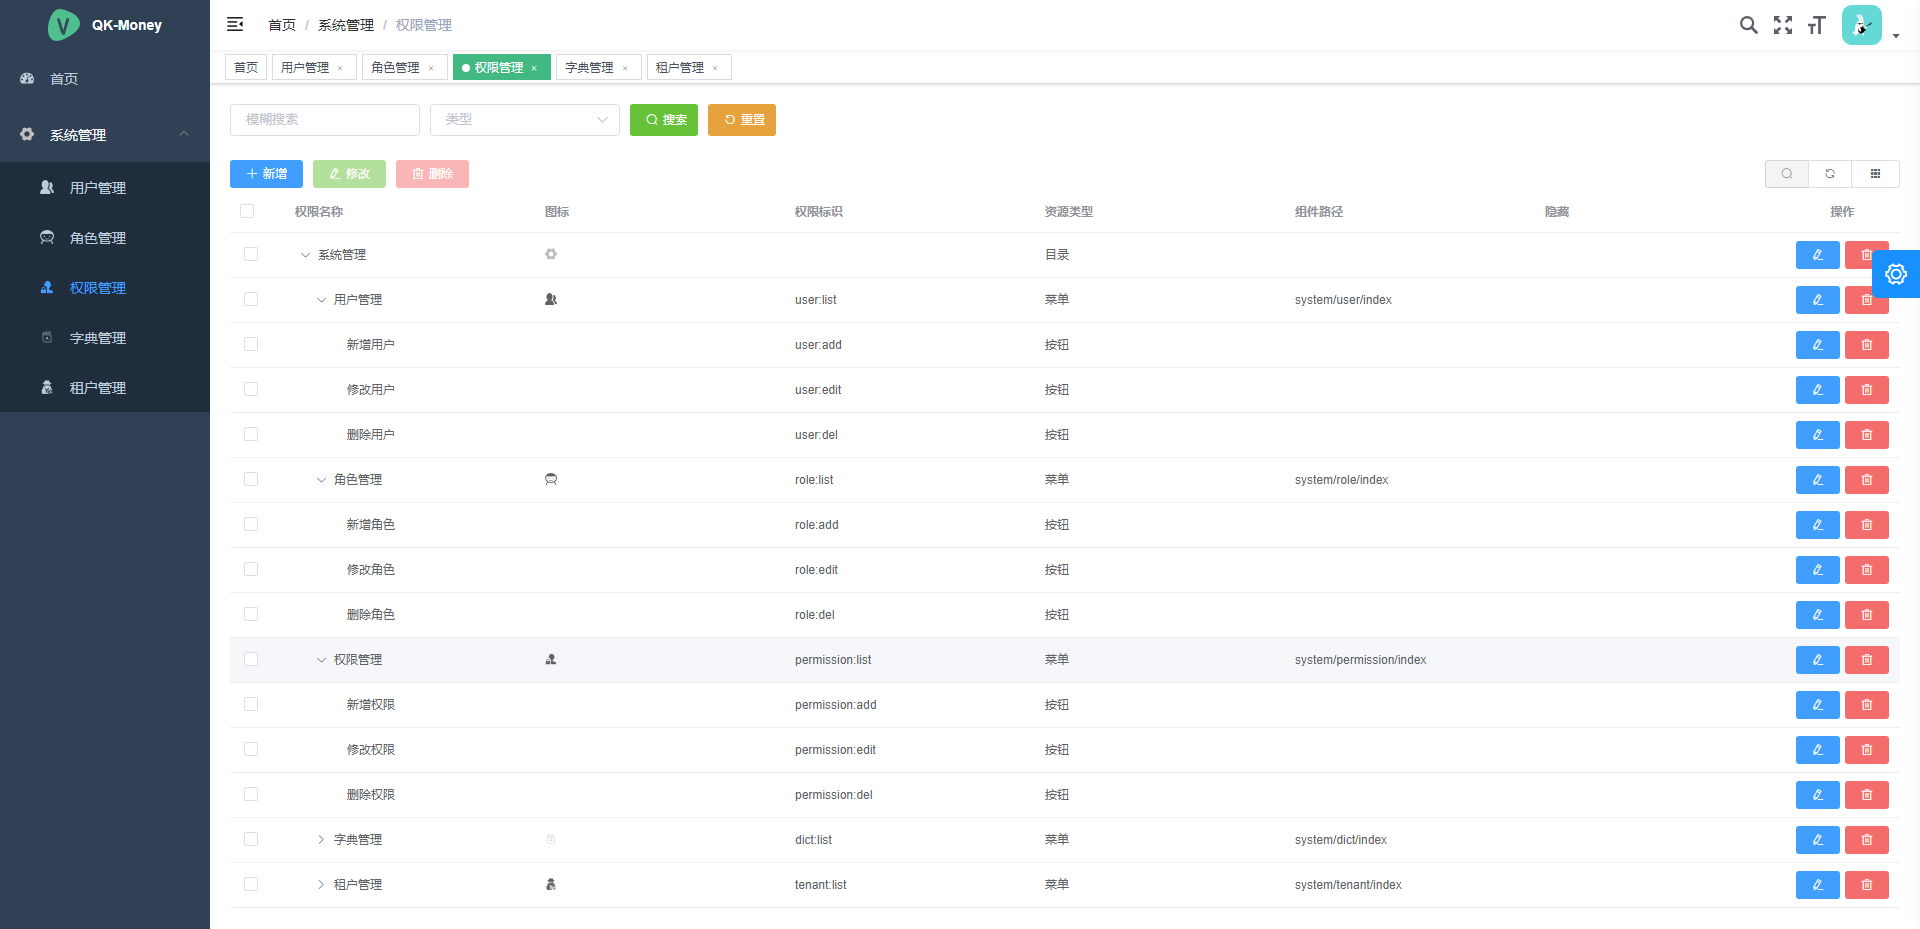 QK-Money
首页
系统管理
用户管理
角色管理
权限管理
字典管理
租户管理
首页 / 系统管理 / 权限管理
首页 用户管理 × 角色管理 × 权限管理 × 字典管理 × 租户管理 ×
模糊搜索 类型 搜索 重置
新增 修改 删除
权限名称 图标 权限标识 资源类型 组件路径 隐藏 操作
系统管理 目录
用户管理 user:list 菜单 system/user/index
新增用户 user:add 按钮
修改用户 user:edit 按钮
删除用户 user:del 按钮
角色管理 role:list 菜单 system/role/index
新增角色 role:add 按钮
修改角色 role:edit 按钮
删除角色 role:del 按钮
权限管理 permission:list 菜单 system/permission/index
新增权限 permission:add 按钮
修改权限 permission:edit 按钮
删除权限 permission:del 按钮
字典管理 dict:list 菜单 system/dict/index
租户管理 tenant:list 菜单 system/tenant/index